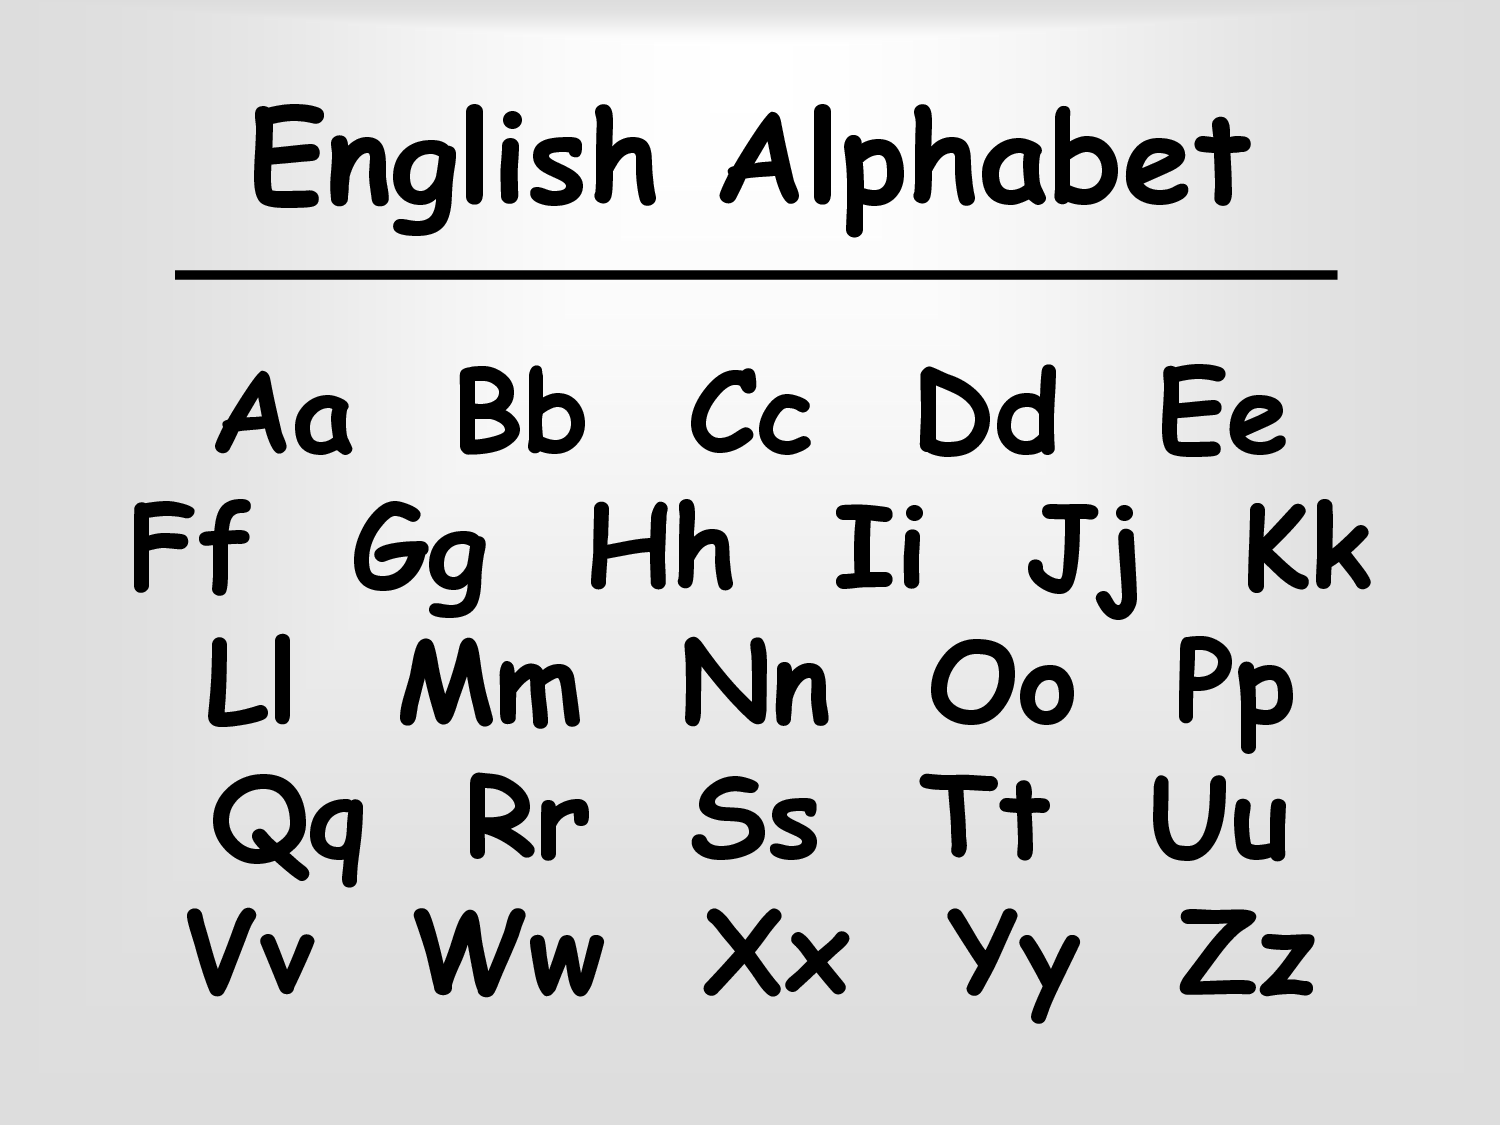 English Alphabet
Aa Bb Cc Dd Ee
Ff Gg Hh Ii Jj Kk
Ll Mm Nn Oo Pp
Qq Rr Ss Tt Uu
Vv Ww Xx Yy Zz